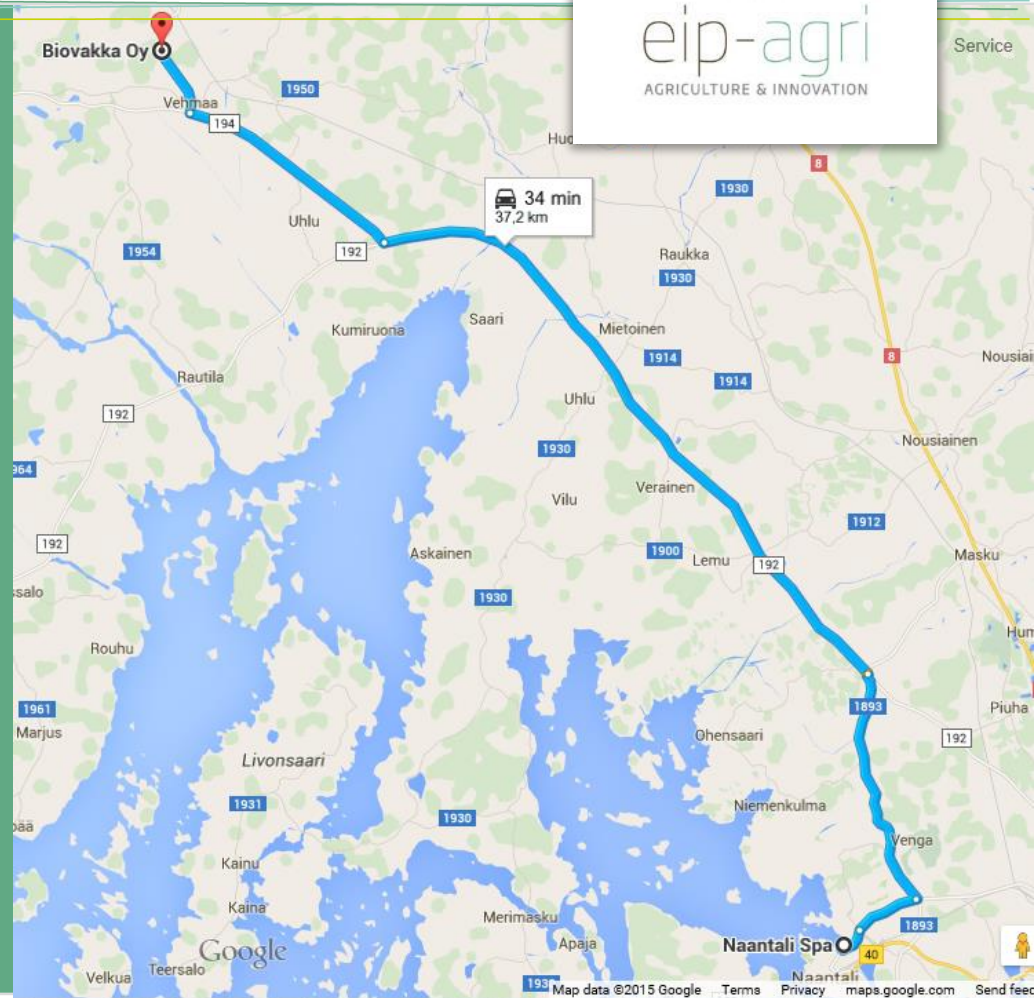 eip-agri
AGRICULTURE & INNOVATION
Service
Biovakka Oy
1950
Vehmaa
194
8
1930
34 min
37,2 km
Uhlu
1954
192
Raukka
1930
Saari
Kumiruona
Mietoinen
1914
8
Rautila
1914
192
Uhlu
Nousiainen
1930
Verainen
Vilu
1912
192
1900
Askainen
Lemu
192
Masku
1930
Rouhu
1961
1893
Piuha
Marjus
Ohensaari
192
Livonsaari
1931
Niemenkulma
1930
Venga
Kainu
Kaina
Merimasku
1893
Google
Apaja
Naantali Spa
40
Velkua
Teersalo
Naantali
Map data ©2015 Google
Terms
Privacy
maps.google.com